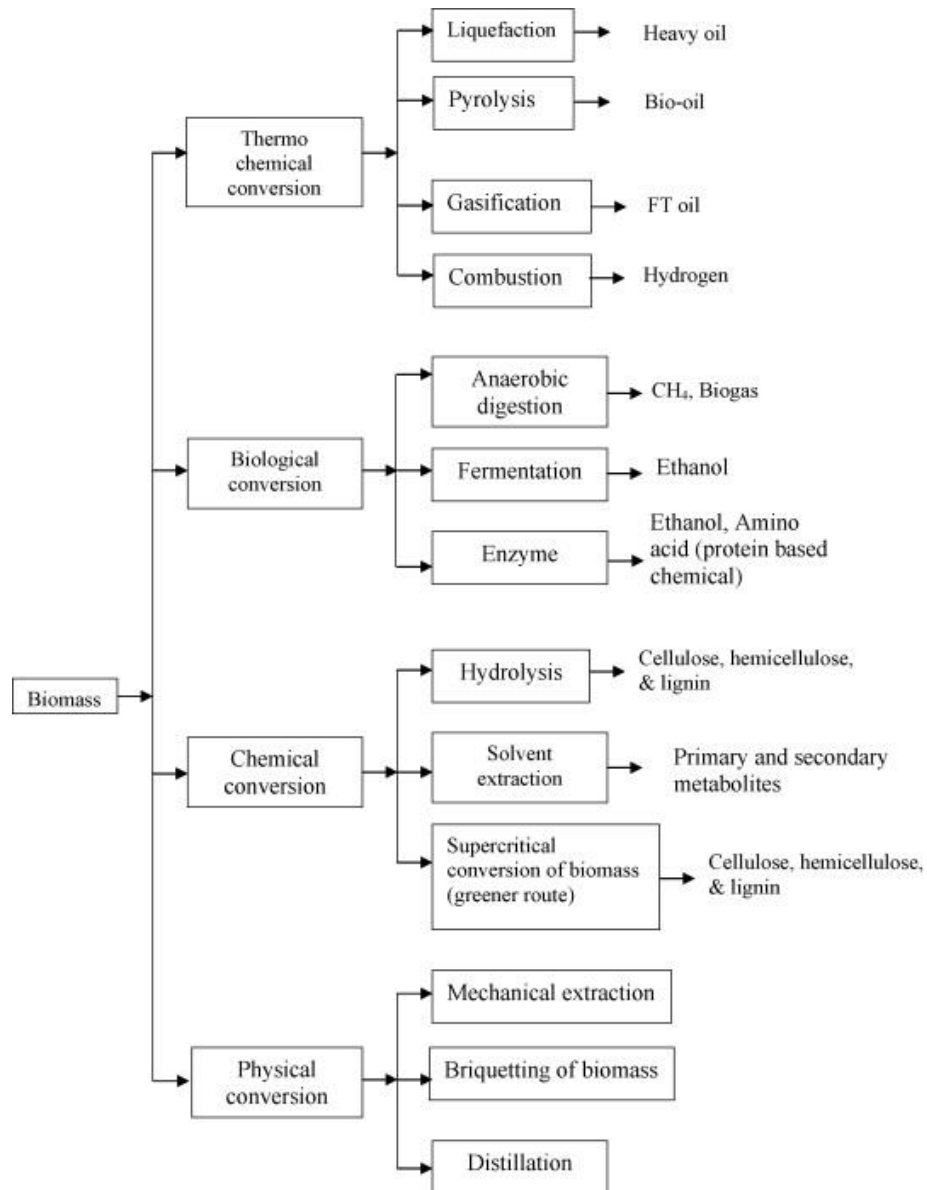 Liquefaction
Heavy oil
Pyrolysis
Bio-oil
Thermo
chemical
conversion
Gasification
FT oil
Combustion
Hydrogen
Anaerobic
digestion
CH₄, Biogas
Biological
conversion
Fermentation
Ethanol
Enzyme
Ethanol, Amino
acid (protein based
chemical)
Biomass
Hydrolysis
Cellulose, hemicellulose,
& lignin
Chemical
conversion
Solvent
extraction
Primary and secondary
metabolites
Supercritical
conversion of biomass
(greener route)
Cellulose, hemicellulose,
& lignin
Mechanical extraction
Physical
conversion
Briquetting of biomass
Distillation